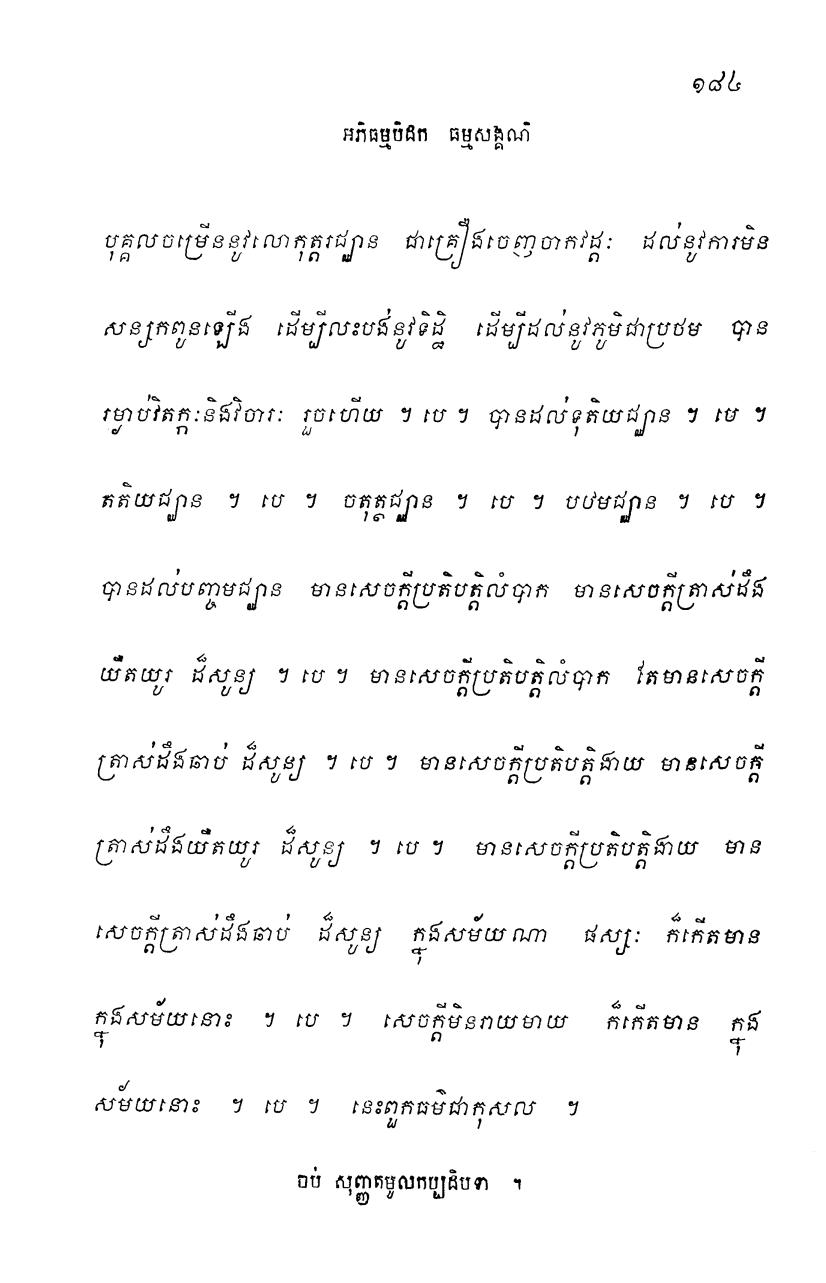 ១៨៤
អភិធម្មបិដក ធម្មសង្គណិ
បុគ្គលចម្រើននូវលោកុត្តរជ្ឈាន ជាគ្រឿងចេញចាកវដ្តៈ ដល់នូវការមិន
សន្សកពូនឡើង ដើម្បីលះបង់នូវទិដ្ឋិ ដើម្បីដល់នូវភូមិជាប្រថម បាន
រម្ងាប់វិតក្កៈនិងវិចារៈ រួចហើយ ។ បេ ។ បានដល់ទុតិយជ្ឈាន ។ បេ ។
តតិយជ្ឈាន ។ បេ ។ ចតុត្ថជ្ឈាន ។ បេ ។ បឋមជ្ឈាន ។ បេ ។
បានដល់បញ្ចមជ្ឈាន មានសេចក្តីប្រតិបត្តិលំបាក មានសេចក្តីត្រាស់ដឹង
យឺតយូរ ដ៏សូន្យ ។ បេ ។ មានសេចក្តីប្រតិបត្តិលំបាក តែមានសេចក្តី
ត្រាស់ដឹងឆាប់ ដ៏សូន្យ ។ បេ ។ មានសេចក្តីប្រតិបត្តិងាយ មានសេចក្តី
ត្រាស់ដឹងយឺតយូរ ដ៏សូន្យ ។ បេ ។ មានសេចក្តីប្រតិបត្តិងាយ មាន
សេចក្តីត្រាស់ដឹងឆាប់ ដ៏សូន្យ ក្នុងសម័យណា ផស្សៈ ក៏កើតមាន
ក្នុងសម័យនោះ ។ បេ ។ សេចក្តីមិនរាយមាយ ក៏កើតមាន ក្នុង
សម័យនោះ ។ បេ ។ នេះពួកធម៌ជាកុសល ។
ចប់ សុញ្ញតមូលកប្បដិបទា ។